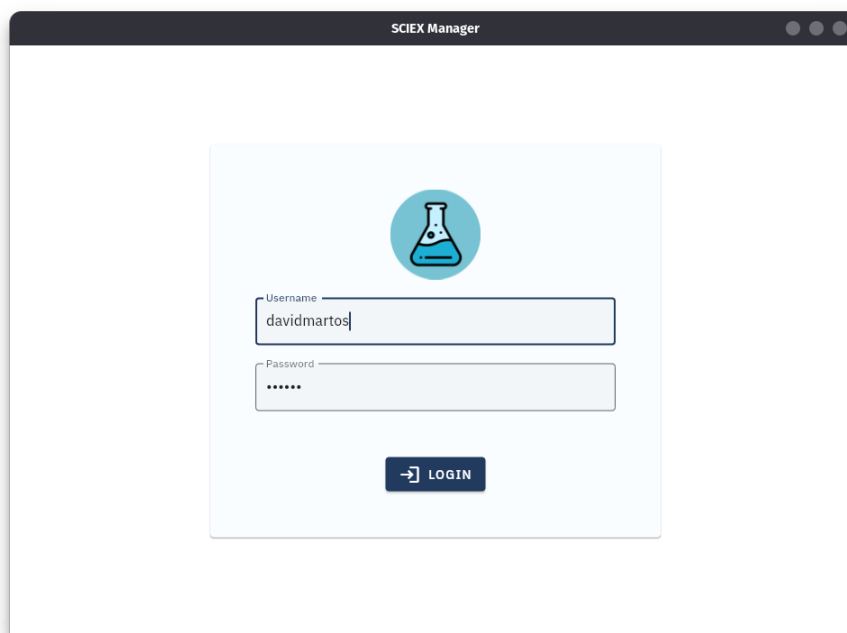 SCIEX Manager
Username
davidmartos
Password
••••••
LOGIN